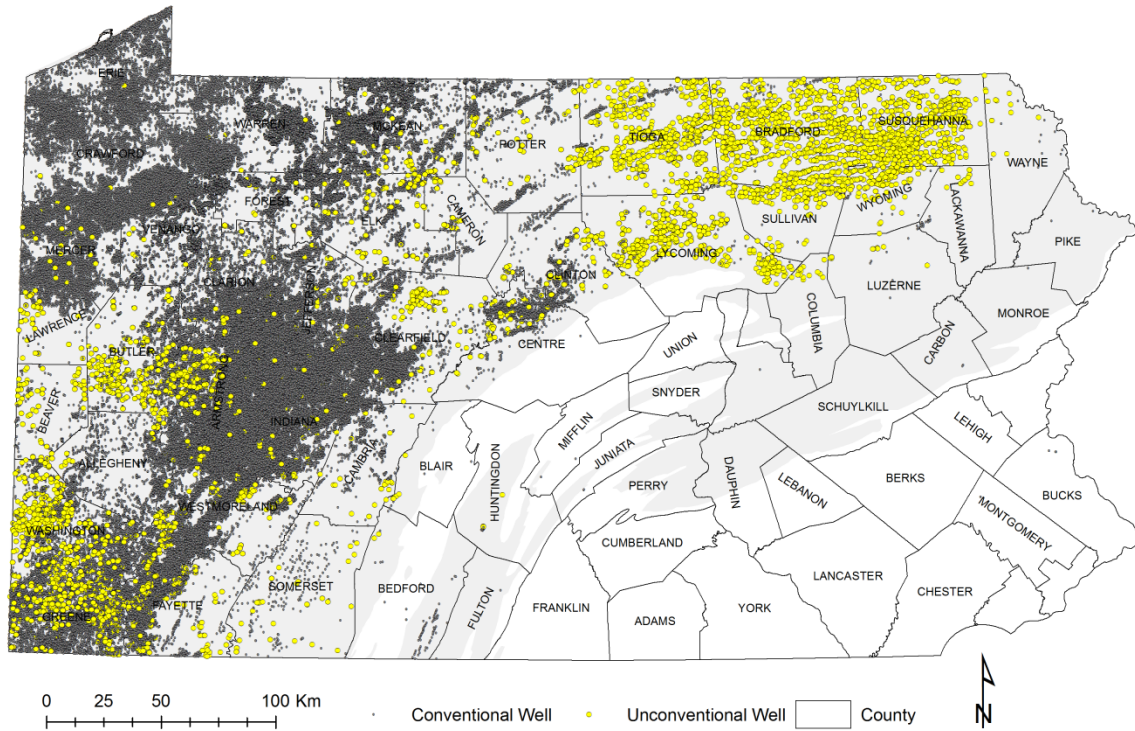 ERIE
WARREN
MCKEAN
CRAWFORD
POTTER
TIOGA
BRADFORD
SUSQUEHANNA
WAYNE
FOREST
ELK
CAMERON
SULLIVAN
WYOMING
LACKAWANNA
MERCER
VENANGO
PIKE
LYCOMING
CLINTON
CLARION
JEFFERSON
LUZERNE
LAWRENCE
CLEARFIELD
COLUMBIA
MONROE
BUTLER
CENTRE
UNION
CARBON
ARMSTRONG
SNYDER
BEAVER
SCHUYLKILL
INDIANA
MIFFLIN
LEHIGH
ALLEGHENY
CAMBRIA
BLAIR
HUNTINGDON
JUNIATA
PERRY
DAUPHIN
LEBANON
BERKS
BUCKS
WESTMORELAND
MONTGOMERY
WASHINGTON
CUMBERLAND
SOMERSET
BEDFORD
LANCASTER
CHESTER
FAYETTE
FULTON
FRANKLIN
ADAMS
YORK
GREENE
0 25 50 100 Km
Conventional Well
Unconventional Well
County
N